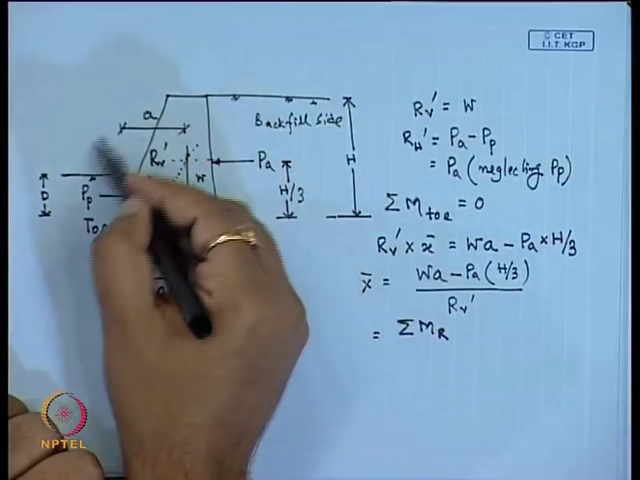 © CET
I.I.T. KGP
a
Backfill side
Rv'
W
Pa
H
H/3
D
Pp
Rv' = W
RH' = Pa - Pp
= Pa (neglecting Pp)
ΣMtoe = 0
Rv' × x̄ = Wa - Pa × H/3
x̄ = Wa - Pa (H/3) / Rv'
= ΣMR
NPTEL